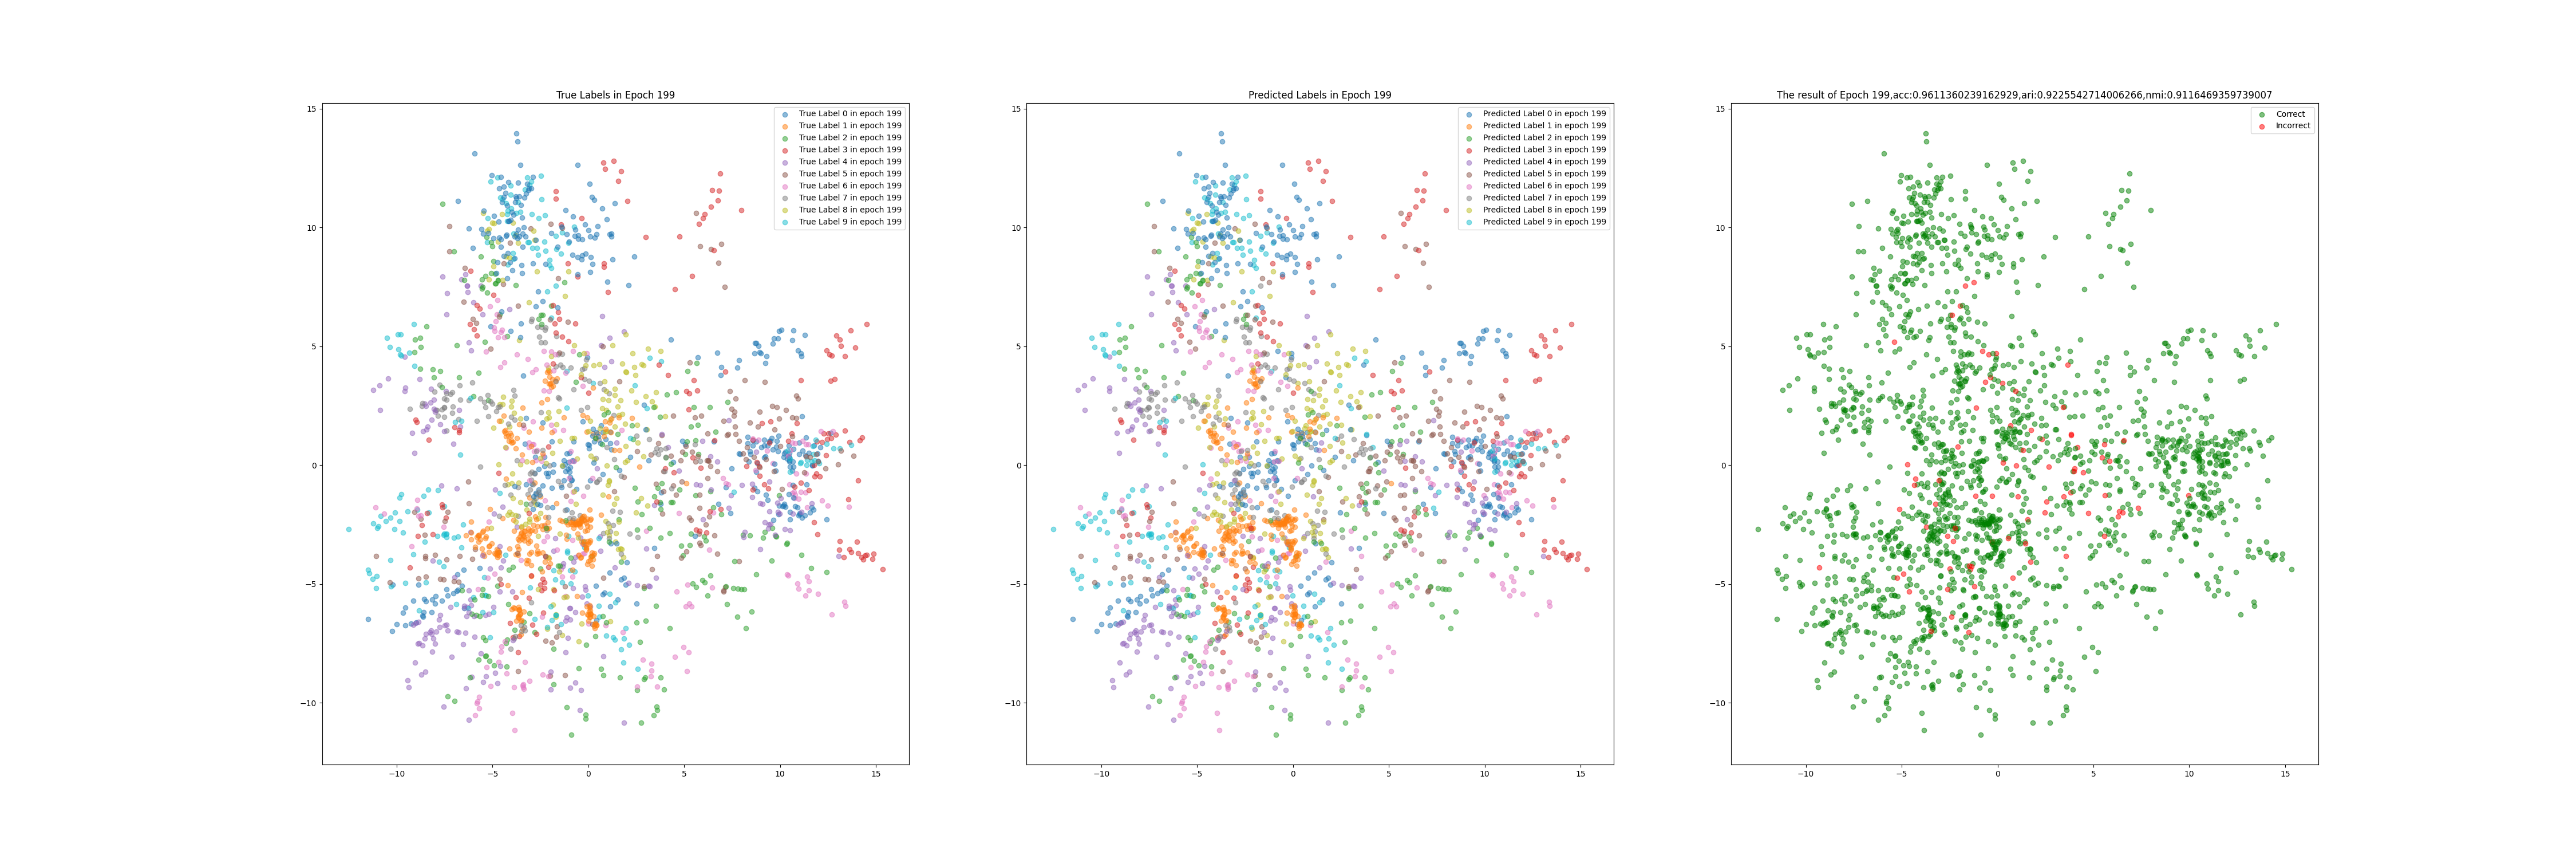 True Labels in Epoch 199
True Label 0 in epoch 199
True Label 1 in epoch 199
True Label 2 in epoch 199
True Label 3 in epoch 199
True Label 4 in epoch 199
True Label 5 in epoch 199
True Label 6 in epoch 199
True Label 7 in epoch 199
True Label 8 in epoch 199
True Label 9 in epoch 199
15
10
5
0
−5
−10
−10 −5 0 5 10 15
Predicted Labels in Epoch 199
Predicted Label 0 in epoch 199
Predicted Label 1 in epoch 199
Predicted Label 2 in epoch 199
Predicted Label 3 in epoch 199
Predicted Label 4 in epoch 199
Predicted Label 5 in epoch 199
Predicted Label 6 in epoch 199
Predicted Label 7 in epoch 199
Predicted Label 8 in epoch 199
Predicted Label 9 in epoch 199
15
10
5
0
−5
−10
−10 −5 0 5 10 15
The result of Epoch 199,acc:0.9611360239162929,ari:0.9225542714006266,nmi:0.9116469359739007
Correct
Incorrect
15
10
5
0
−5
−10
−10 −5 0 5 10 15